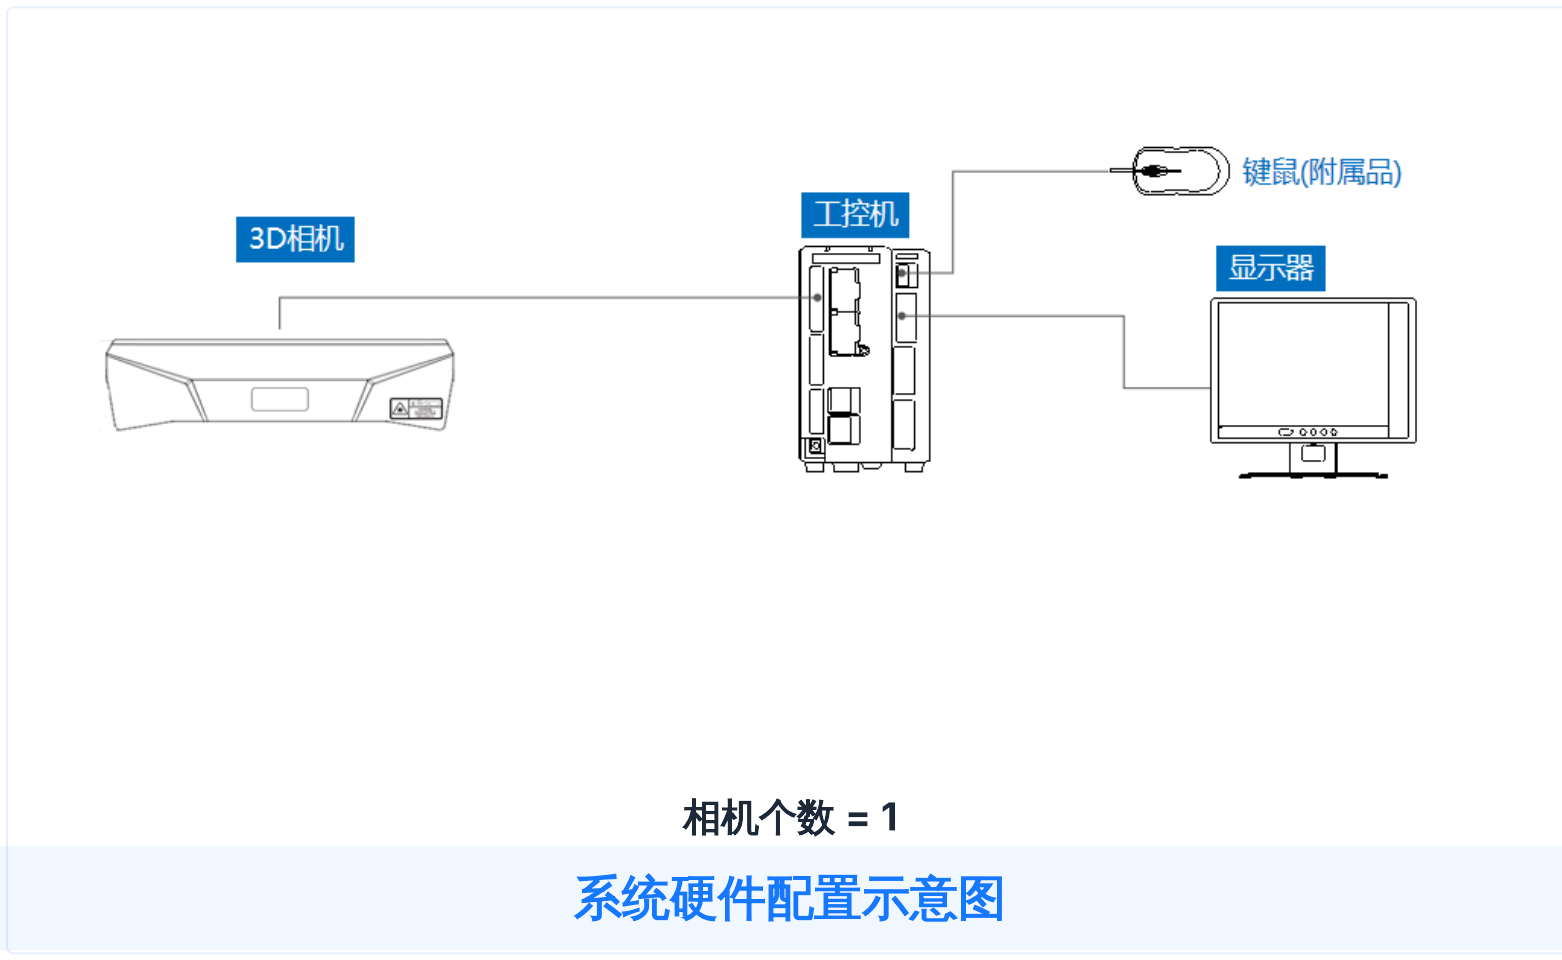 键鼠(附属品)
工控机
3D相机
显示器
相机个数 = 1
系统硬件配置示意图